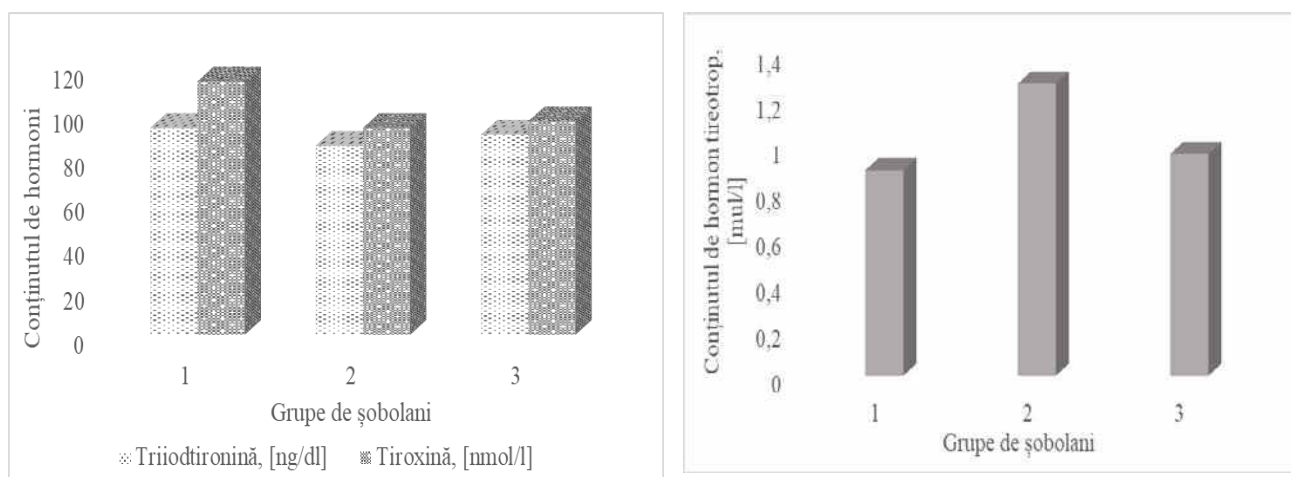 Conținutul de hormoni
120
100
80
60
40
20
0
1 2 3
Grupe de șobolani
Triiodtironină, [ng/dl] Tiroxină, [nmol/l]
Conținutul de hormon tireotrop,
[mul/l]
1,4
1,2
1
0,8
0,6
0,4
0,2
0
1 2 3
Grupe de șobolani